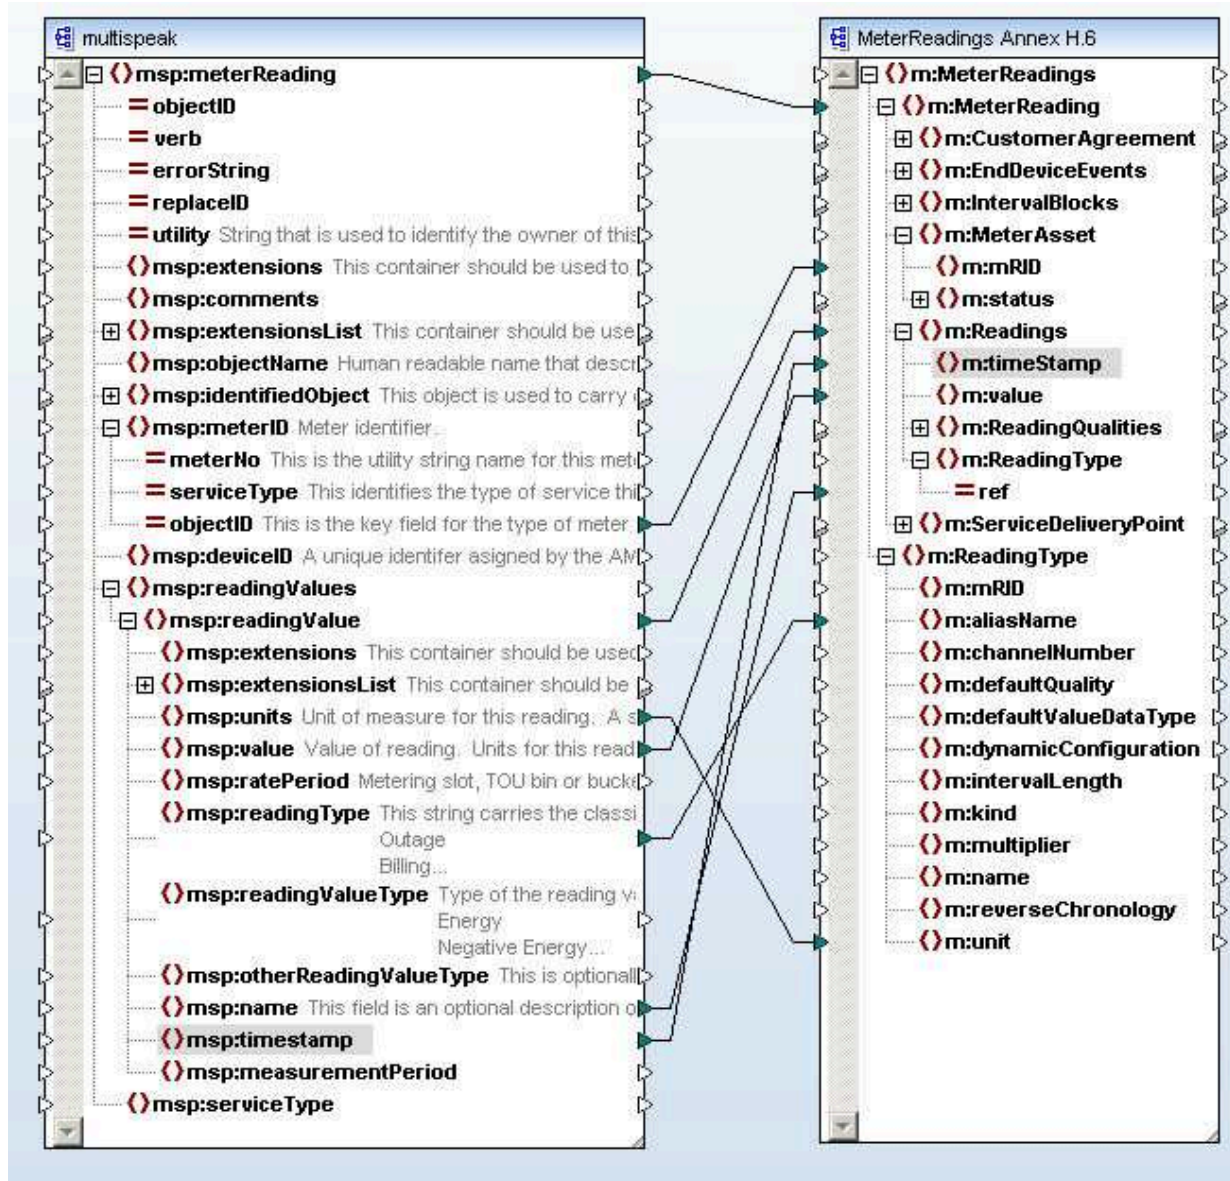 multispeak
msp:meterReading
objectID
verb
errorString
replaceID
utility String that is used to identify the owner of this
msp:extensions This container should be used to
msp:comments
msp:extensionsList This container should be use
msp:objectName Human readable name that descri
msp:identifiedObject This object is used to carry
msp:meterID Meter identifier.
meterNo This is the utility string name for this mete
serviceType This identifies the type of service thi
objectID This is the key field for the type of meter
msp:deviceID A unique identifer asigned by the AM
msp:readingValues
msp:readingValue
msp:extensions This container should be used
msp:extensionsList This container should be
msp:units Unit of measure for this reading. A s
msp:value Value of reading. Units for this read
msp:ratePeriod Metering slot, TOU bin or bucke
msp:readingType This string carries the classi
Outage
Billing...
msp:readingValueType Type of the reading v
Energy
Negative Energy...
msp:otherReadingValueType This is optionall
msp:name This field is an optional description o
msp:timestamp
msp:measurementPeriod
msp:serviceType
MeterReadings Annex H.6
m:MeterReadings
m:MeterReading
m:CustomerAgreement
m:EndDeviceEvents
m:IntervalBlocks
m:MeterAsset
m:mRID
m:status
m:Readings
m:timeStamp
m:value
m:ReadingQualities
m:ReadingType
ref
m:ServiceDeliveryPoint
m:ReadingType
m:mRID
m:aliasName
m:channelNumber
m:defaultQuality
m:defaultValueDataType
m:dynamicConfiguration
m:intervalLength
m:kind
m:multiplier
m:name
m:reverseChronology
m:unit